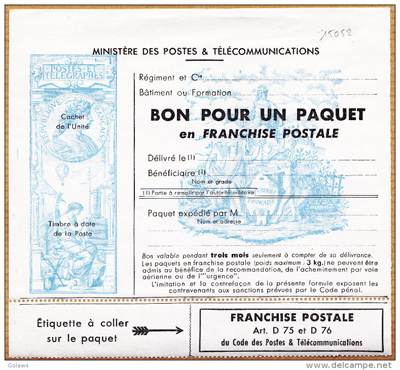 15052
MINISTÈRE DES POSTES & TÉLÉCOMMUNICATIONS
POSTES ET
TÉLÉGRAPHES
Régiment et Cie
Bâtiment ou Formation
Cachet
de l'Unité
BON POUR UN PAQUET
en FRANCHISE POSTALE
Délivré le (1)
Bénéficiaire (1)
Nom et grade
(1) Partie à remplir par l'autorité militaire.
Paquet expédié par M
Nom et adresse
Timbre à date
de la Poste
Bon valable pendant trois mois seulement à compter de sa délivrance.
Les paquets en franchise postale (poids maximum : 3 kg.) ne peuvent être
admis au bénéfice de la recommandation, de l'acheminement par voie
aérienne ou de l'"urgence".
L'imitation et la contrefaçon de la présente formule exposent les
contrevenants aux sanctions prévues par le Code pénal.
Étiquette à coller
sur le paquet
FRANCHISE POSTALE
Art. D 75 et D 76
du Code des Postes & Télécommunications
Golaw4
delcampe.net